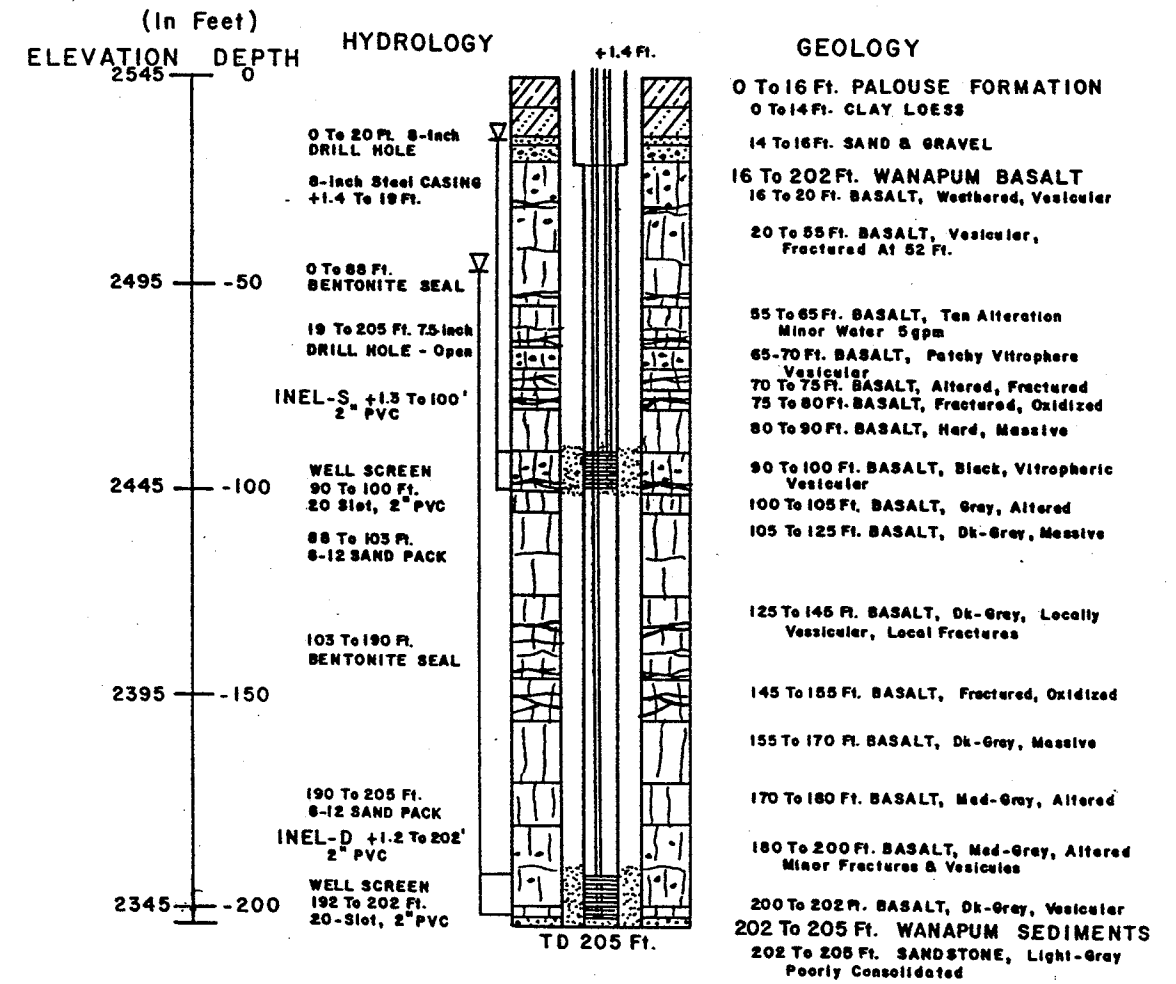 (In Feet)
ELEVATION DEPTH
HYDROLOGY
+1.4 Ft.
GEOLOGY
2545 0
2495 -50
2445 -100
2395 -150
2345 -200
0 To 20 Ft. 8-inch
DRILL HOLE
8-inch Steel CASING
+1.4 To 19 Ft.
0 To 88 Ft.
BENTONITE SEAL
19 To 205 Ft. 7.5-inch
DRILL HOLE - Open
INEL-S +1.3 To 100'
2" PVC
WELL SCREEN
90 To 100 Ft.
20 Slot, 2" PVC
88 To 103 Ft.
8-12 SAND PACK
103 To 190 Ft.
BENTONITE SEAL
190 To 205 Ft.
8-12 SAND PACK
INEL-D +1.2 To 202'
2" PVC
WELL SCREEN
192 To 202 Ft.
20-Slot, 2" PVC
TD 205 Ft.
0 To 16 Ft. PALOUSE FORMATION
0 To 14 Ft. CLAY LOESS
14 To 16 Ft. SAND & GRAVEL
16 To 202 Ft. WANAPUM BASALT
16 To 20 Ft. BASALT, Weathered, Vesicular
20 To 55 Ft. BASALT, Vesicular,
Fractured At 52 Ft.
55 To 65 Ft. BASALT, Tan Alteration
Minor Water 5 gpm
65-70 Ft. BASALT, Patchy Vitrophere
Vesicular
70 To 75 Ft. BASALT, Altered, Fractured
75 To 80 Ft. BASALT, Fractured, Oxidized
80 To 90 Ft. BASALT, Hard, Massive
90 To 100 Ft. BASALT, Black, Vitropheric
Vesicular
100 To 105 Ft. BASALT, Gray, Altered
105 To 125 Ft. BASALT, Dk-Gray, Massive
125 To 145 Ft. BASALT, Dk-Gray, Locally
Vessicular, Local Fractures
145 To 155 Ft. BASALT, Fractured, Oxidized
155 To 170 Ft. BASALT, Dk-Gray, Massive
170 To 180 Ft. BASALT, Med-Gray, Altered
180 To 200 Ft. BASALT, Med-Gray, Altered
Minor Fractures & Vesicules
200 To 202 Ft. BASALT, Dk-Gray, Vesicular
202 To 205 Ft. WANAPUM SEDIMENTS
202 To 205 Ft. SANDSTONE, Light-Gray
Poorly Consolidated